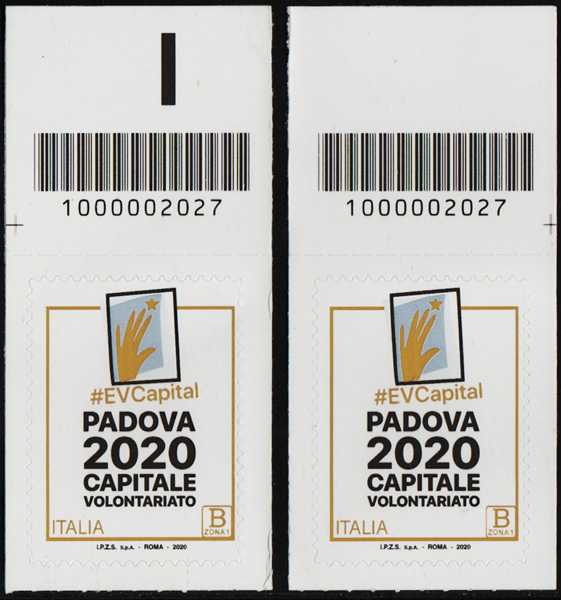 1000002027
#EVCapital
PADOVA
2020
CAPITALE
VOLONTARIATO
ITALIA
B
ZONA 1
I.P.Z.S. S.p.A. - ROMA - 2020
1000002027
#EVCapital
PADOVA
2020
CAPITALE
VOLONTARIATO
ITALIA
B
ZONA 1
I.P.Z.S. S.p.A. - ROMA - 2020